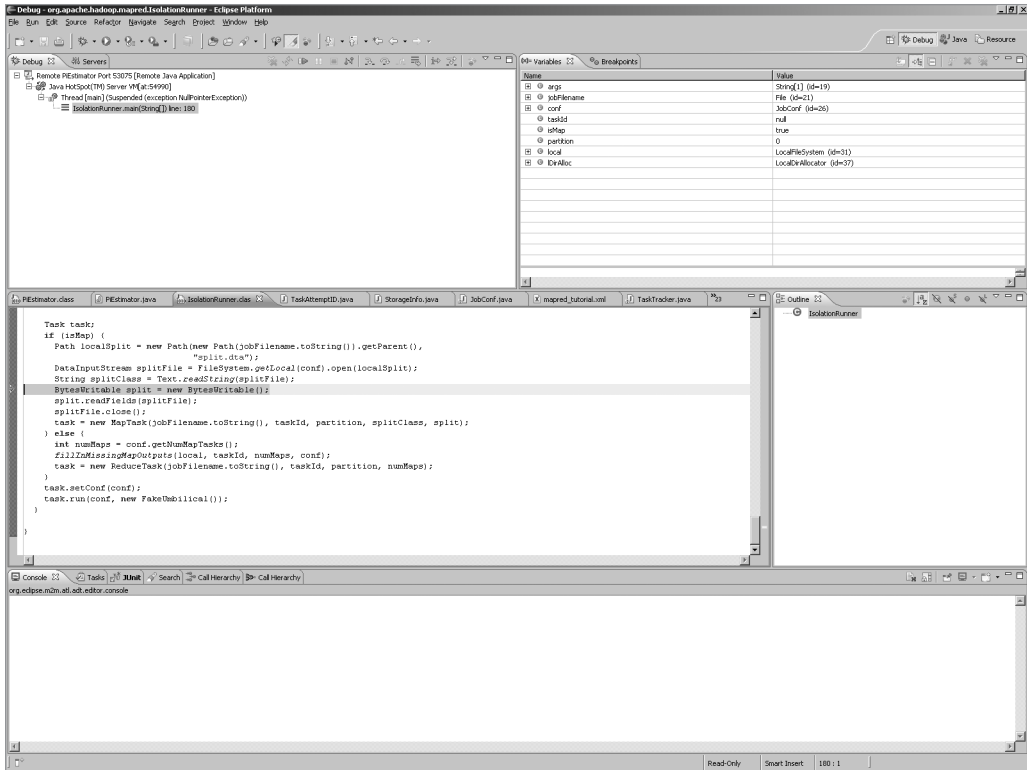 Debug - org.apache.hadoop.mapred.IsolationRunner - Eclipse Platform
File Run Edit Source Refactor Navigate Search Project Window Help
Debug Java Resource
Debug Servers
Remote PiEstimator Port 53075 [Remote Java Application]
Java HotSpot(TM) Server VM[at:54990]
Thread [main] (Suspended (exception NullPointerException))
IsolationRunner.main(String[]) line: 180
(x)= Variables Breakpoints
Name Value
args String[1] (id=19)
jobFilename File (id=21)
conf JobConf (id=26)
taskId null
isMap true
partition 0
local LocalFileSystem (id=31)
lDirAlloc LocalDirAllocator (id=37)
PiEstimator.class PiEstimator.java IsolationRunner.clas TaskAttemptID.java StorageInfo.java JobConf.java mapred_tutorial.xml TaskTracker.java »23
Task task;
if (isMap) {
Path localSplit = new Path(new Path(jobFilename.toString()).getParent(),
"split.dta");
DataInputStream splitFile = FileSystem.getLocal(conf).open(localSplit);
String splitClass = Text.readString(splitFile);
BytesWritable split = new BytesWritable();
split.readFields(splitFile);
splitFile.close();
task = new MapTask(jobFilename.toString(), taskId, partition, splitClass, split);
} else {
int numMaps = conf.getNumMapTasks();
fillInMissingMapOutputs(local, taskId, numMaps, conf);
task = new ReduceTask(jobFilename.toString(), taskId, partition, numMaps);
}
task.setConf(conf);
task.run(conf, new FakeUmbilical());
}
}
Outline
IsolationRunner
Console Tasks JUnit Search Call Hierarchy Call Hierarchy
org.eclipse.m2m.atl.adt.editor.console
Read-Only Smart Insert 180 : 1